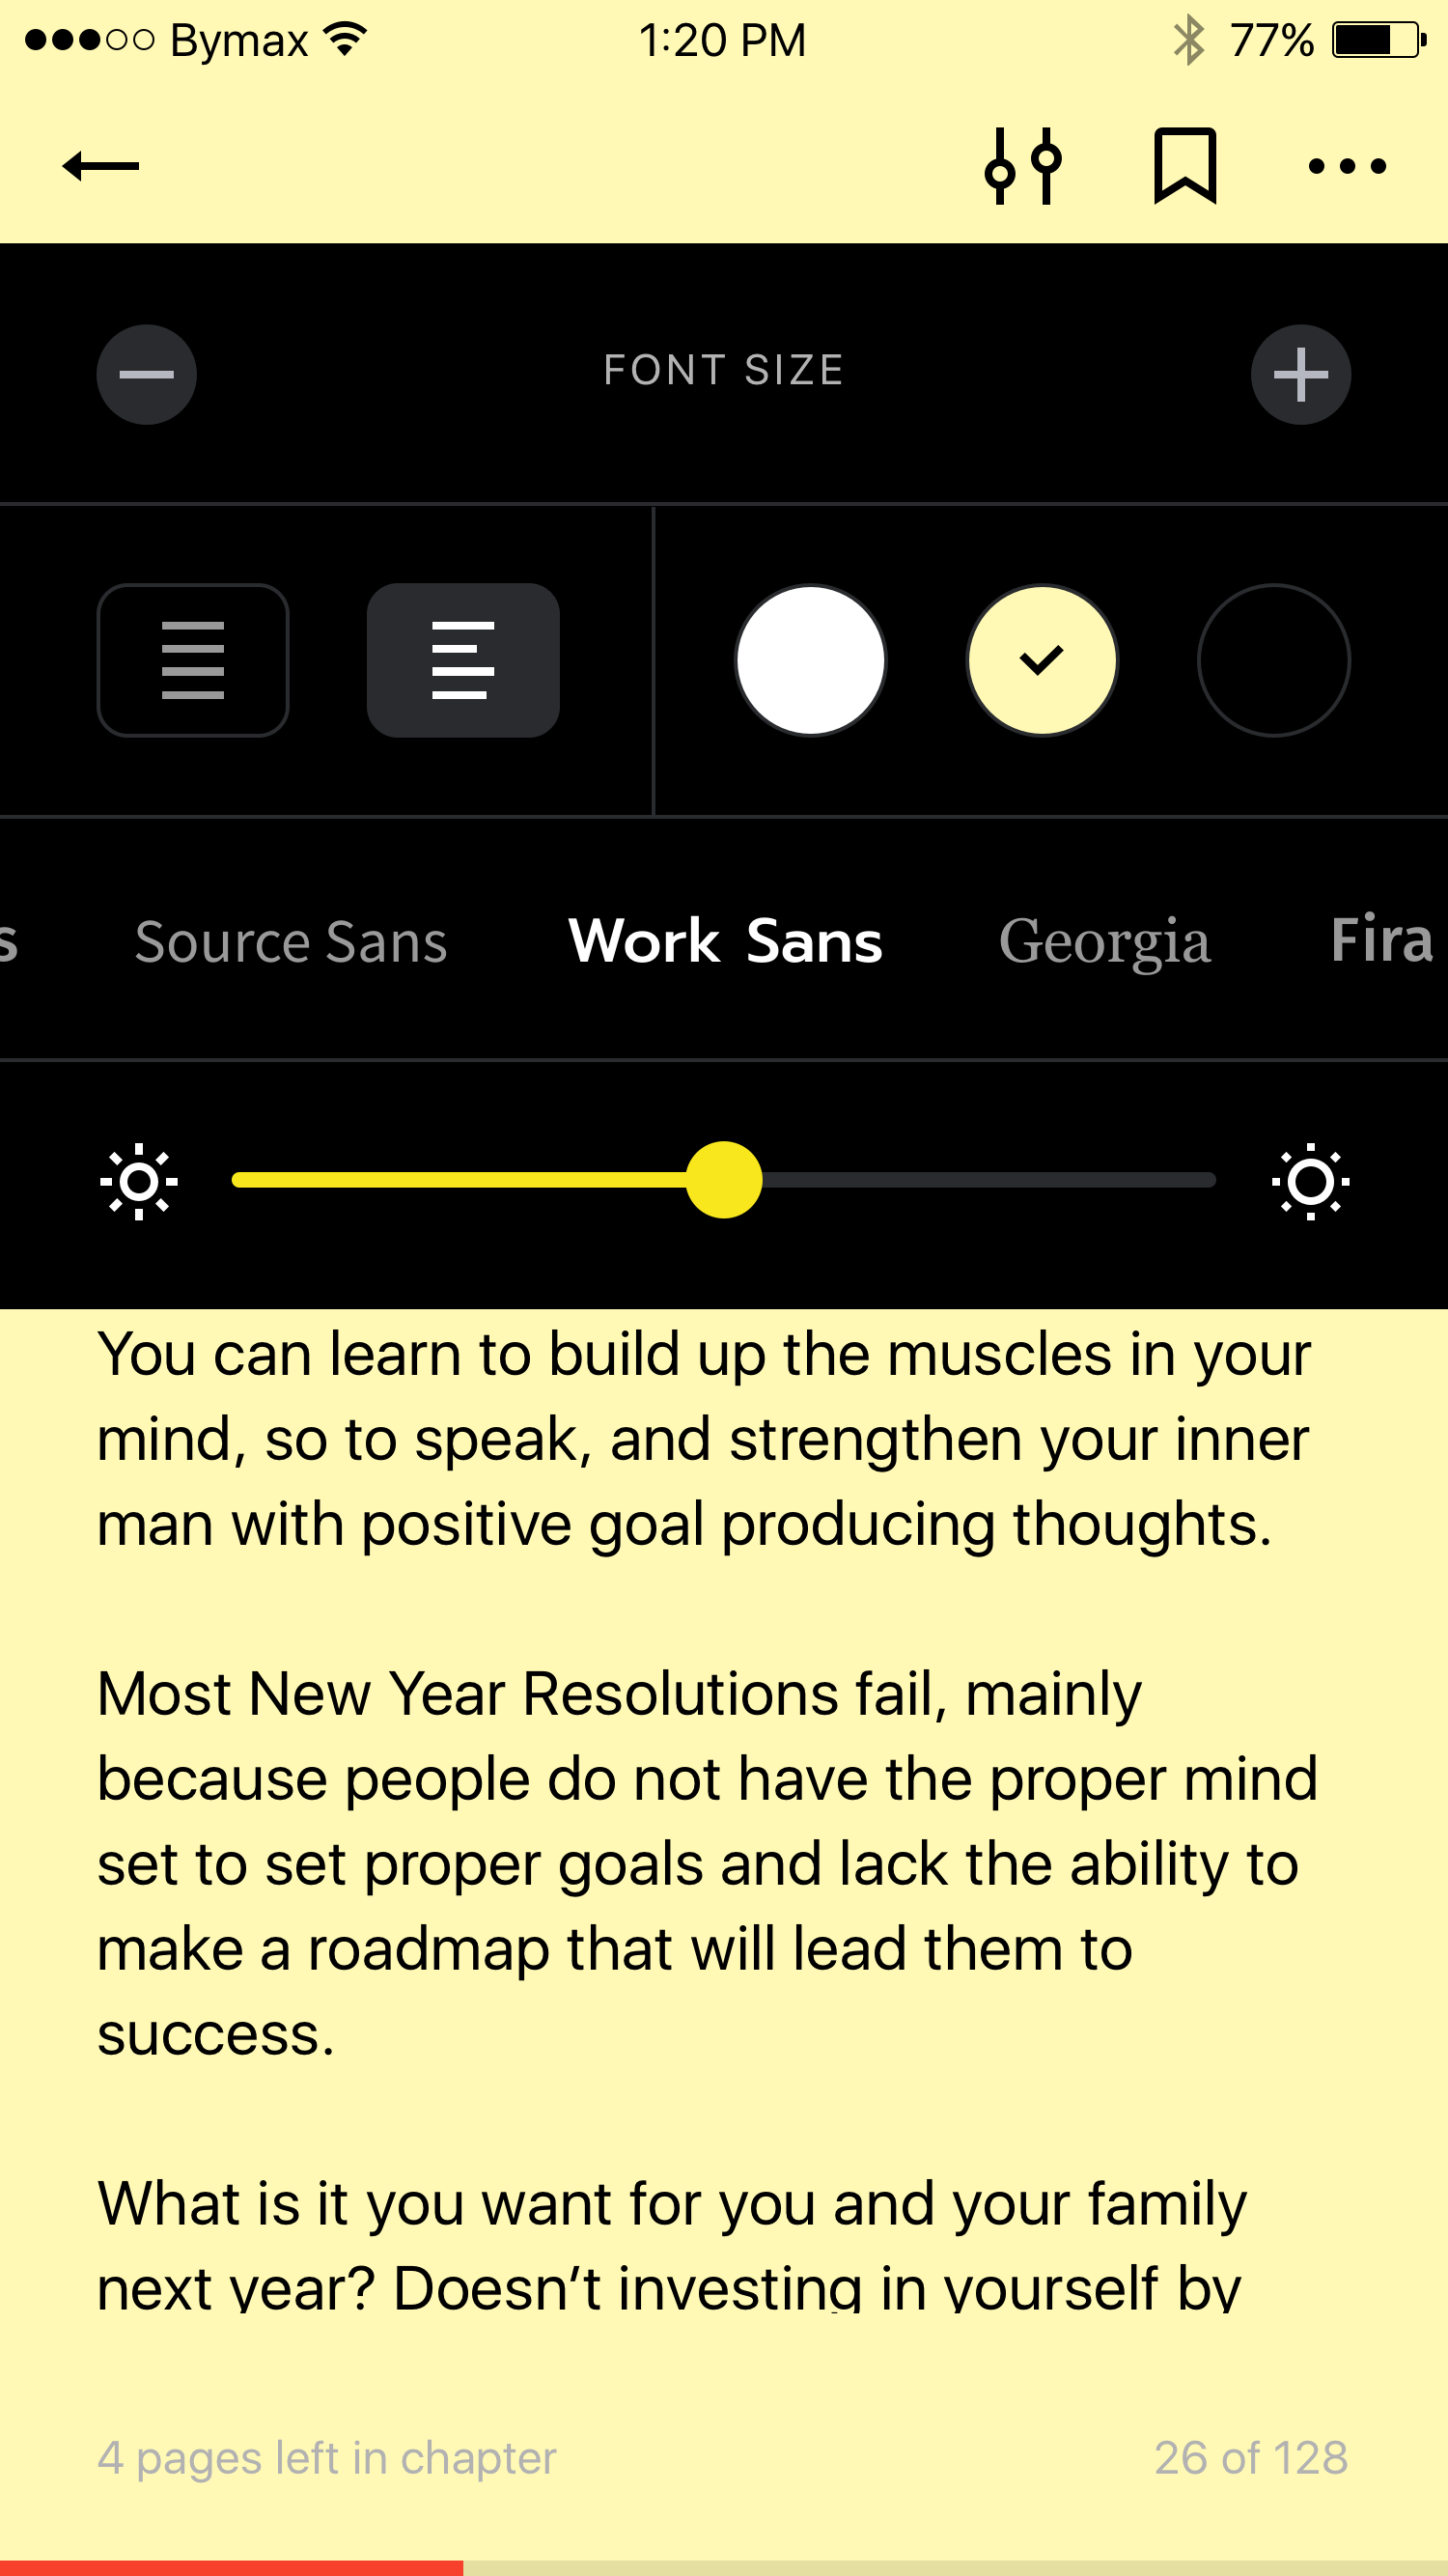 Bymax 1:20 PM 77%
FONT SIZE
s Source Sans Work Sans Georgia Fira
You can learn to build up the muscles in your
mind, so to speak, and strengthen your inner
man with positive goal producing thoughts.
Most New Year Resolutions fail, mainly
because people do not have the proper mind
set to set proper goals and lack the ability to
make a roadmap that will lead them to
success.
What is it you want for you and your family
next year? Doesn’t investing in yourself by
4 pages left in chapter 26 of 128